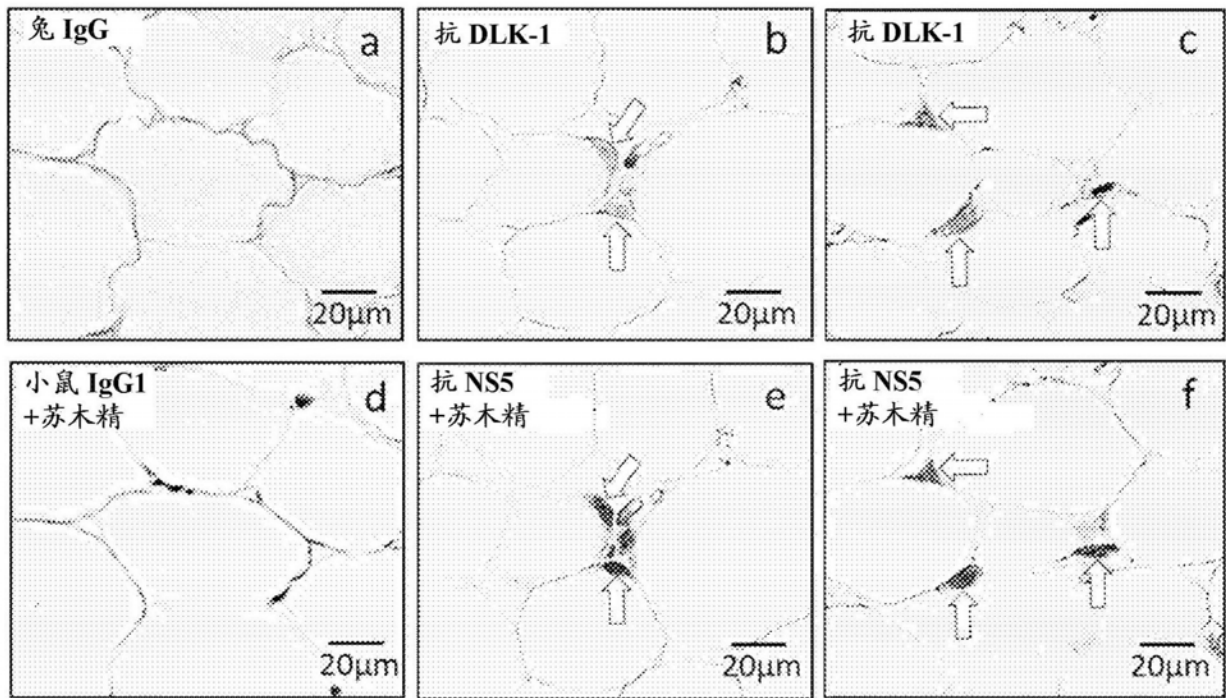 兔 IgG
a
20μm
抗 DLK-1
b
20μm
抗 DLK-1
c
20μm
小鼠 IgG1
+苏木精
d
20μm
抗 NS5
+苏木精
e
20μm
抗 NS5
+苏木精
f
20μm